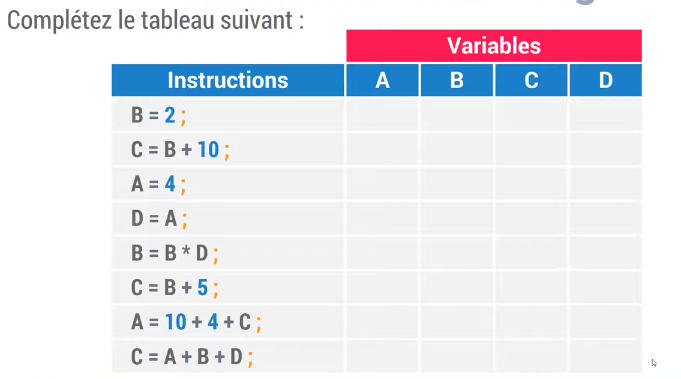 Complétez le tableau suivant :
Variables
Instructions A B C D
B = 2 ;
C = B + 10 ;
A = 4 ;
D = A ;
B = B * D ;
C = B + 5 ;
A = 10 + 4 + C ;
C = A + B + D ;